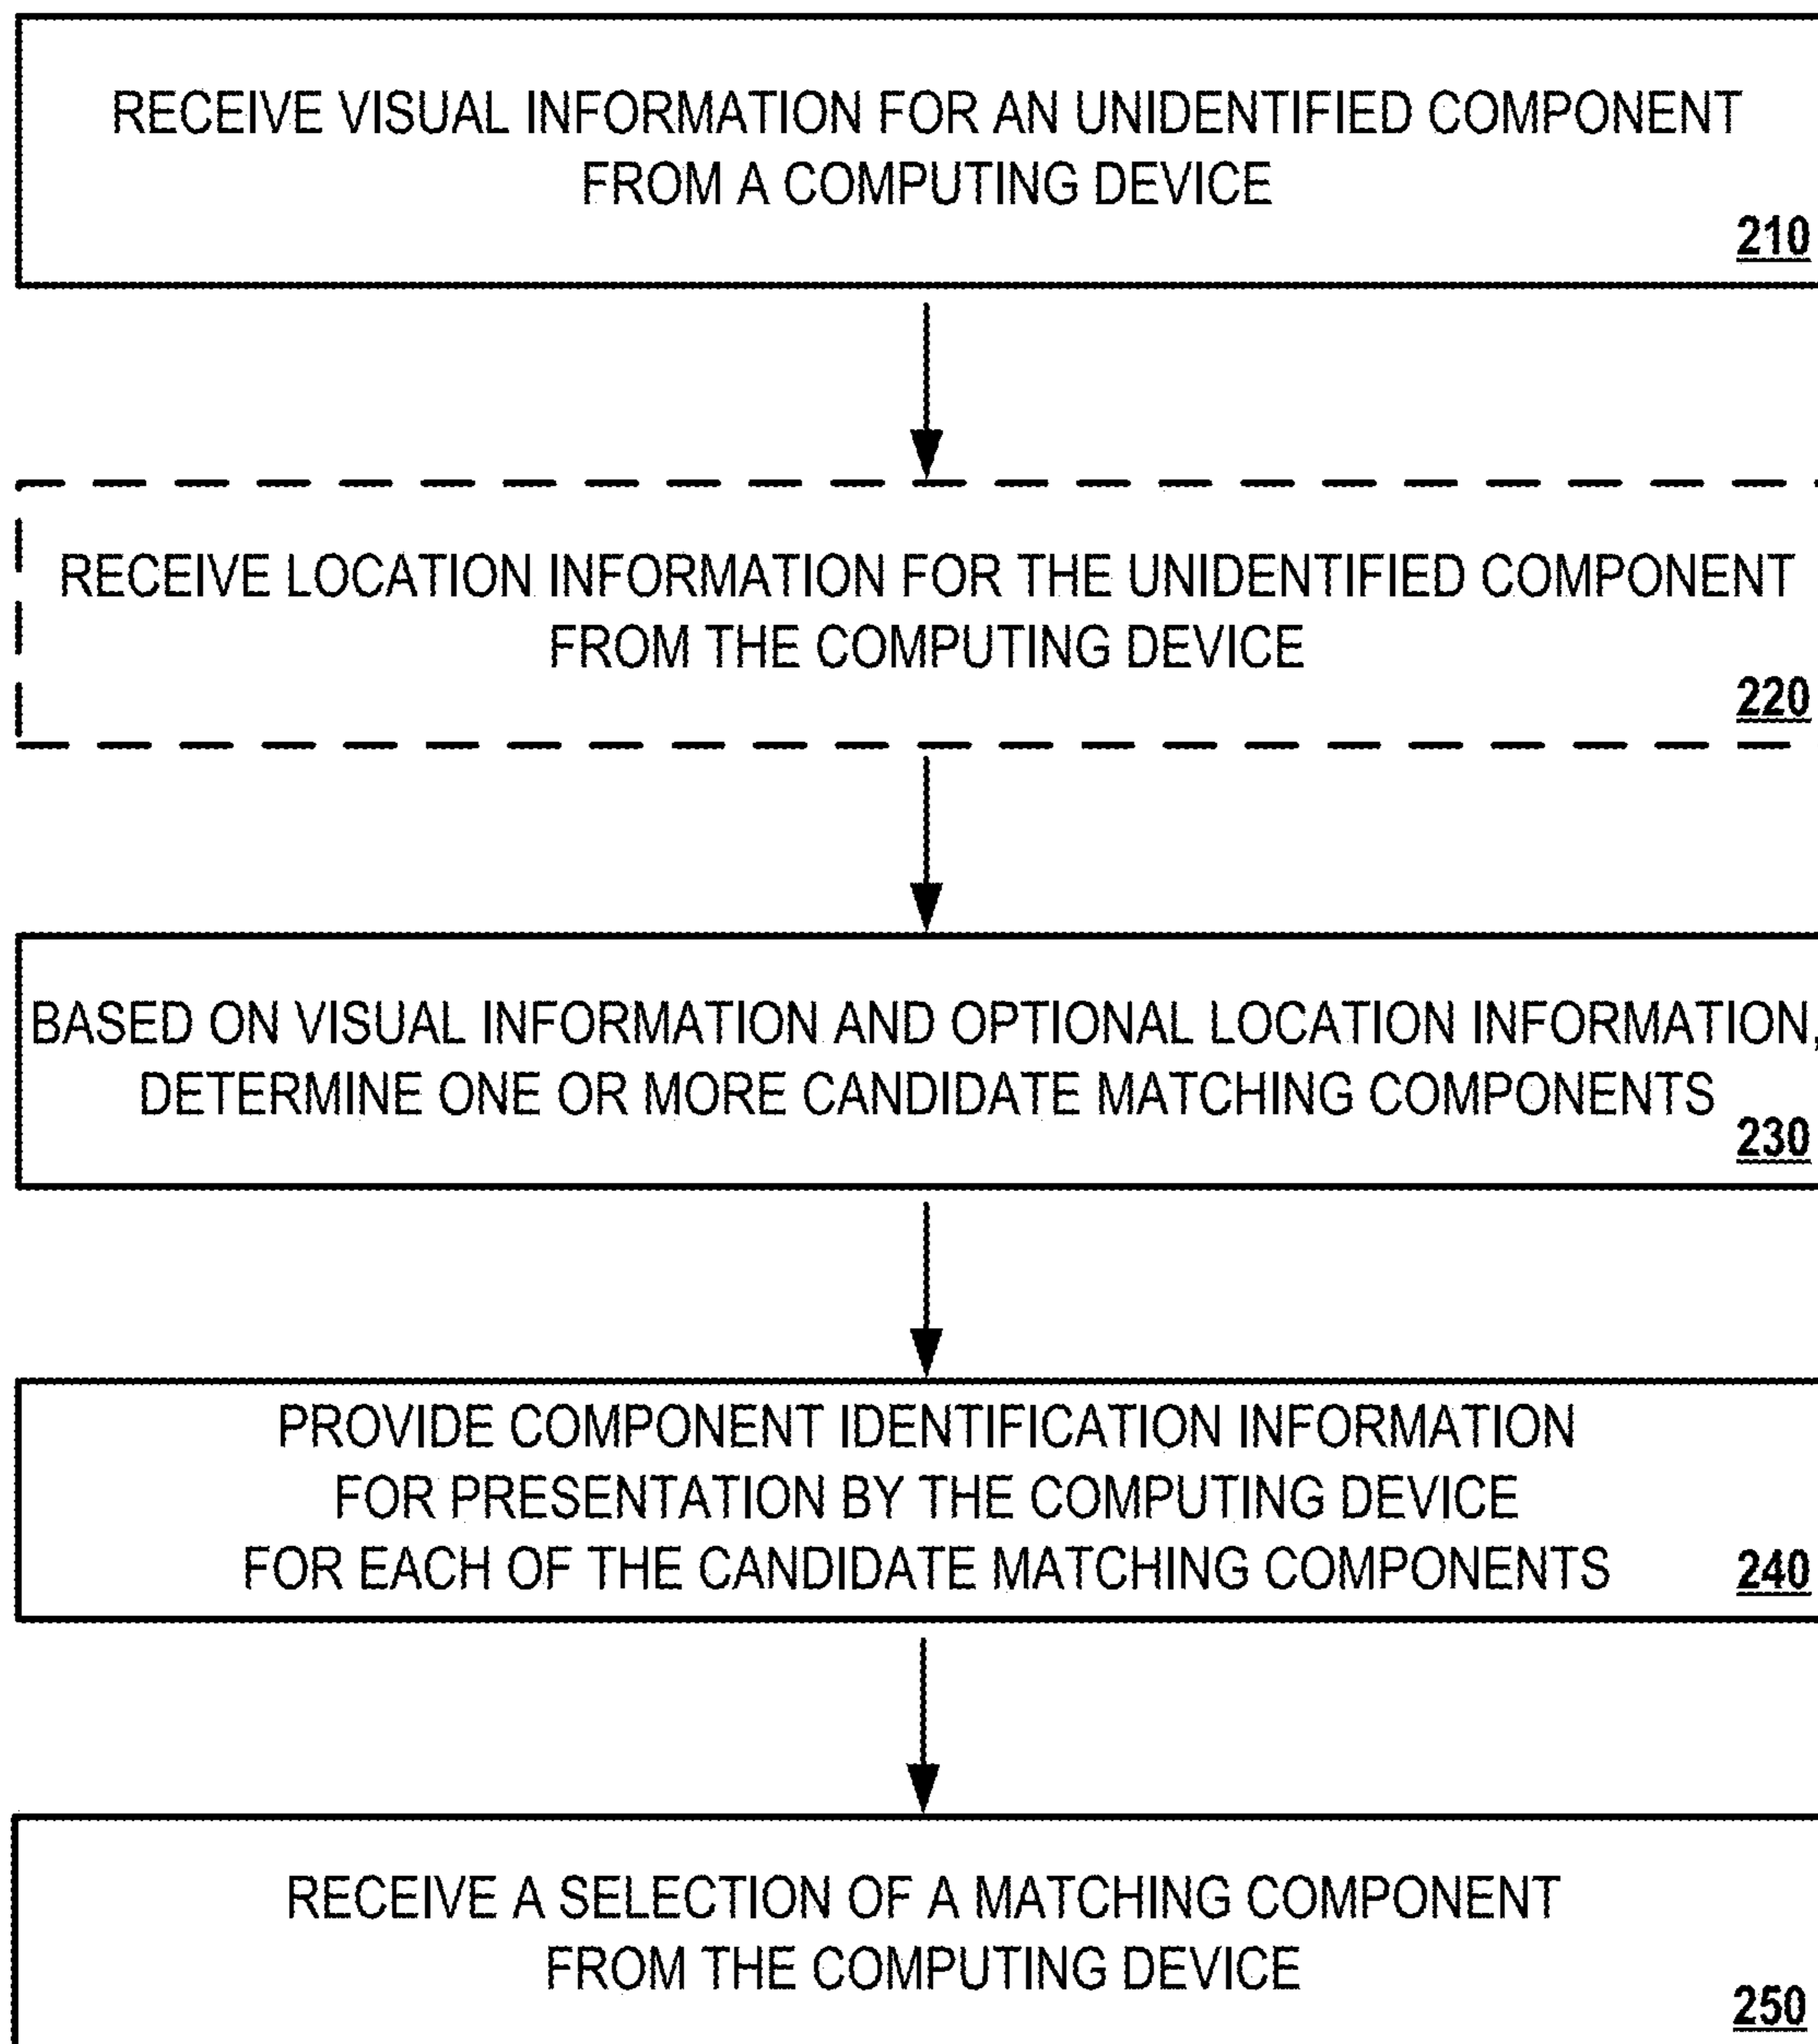 RECEIVE VISUAL INFORMATION FOR AN UNIDENTIFIED COMPONENT
FROM A COMPUTING DEVICE
210
RECEIVE LOCATION INFORMATION FOR THE UNIDENTIFIED COMPONENT
FROM THE COMPUTING DEVICE
220
BASED ON VISUAL INFORMATION AND OPTIONAL LOCATION INFORMATION,
DETERMINE ONE OR MORE CANDIDATE MATCHING COMPONENTS
230
PROVIDE COMPONENT IDENTIFICATION INFORMATION
FOR PRESENTATION BY THE COMPUTING DEVICE
FOR EACH OF THE CANDIDATE MATCHING COMPONENTS
240
RECEIVE A SELECTION OF A MATCHING COMPONENT
FROM THE COMPUTING DEVICE
250